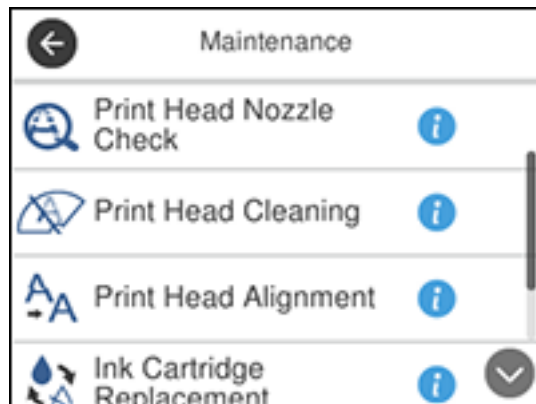 Maintenance
Print Head Nozzle
Check
Print Head Cleaning
Print Head Alignment
Ink Cartridge
Replacement